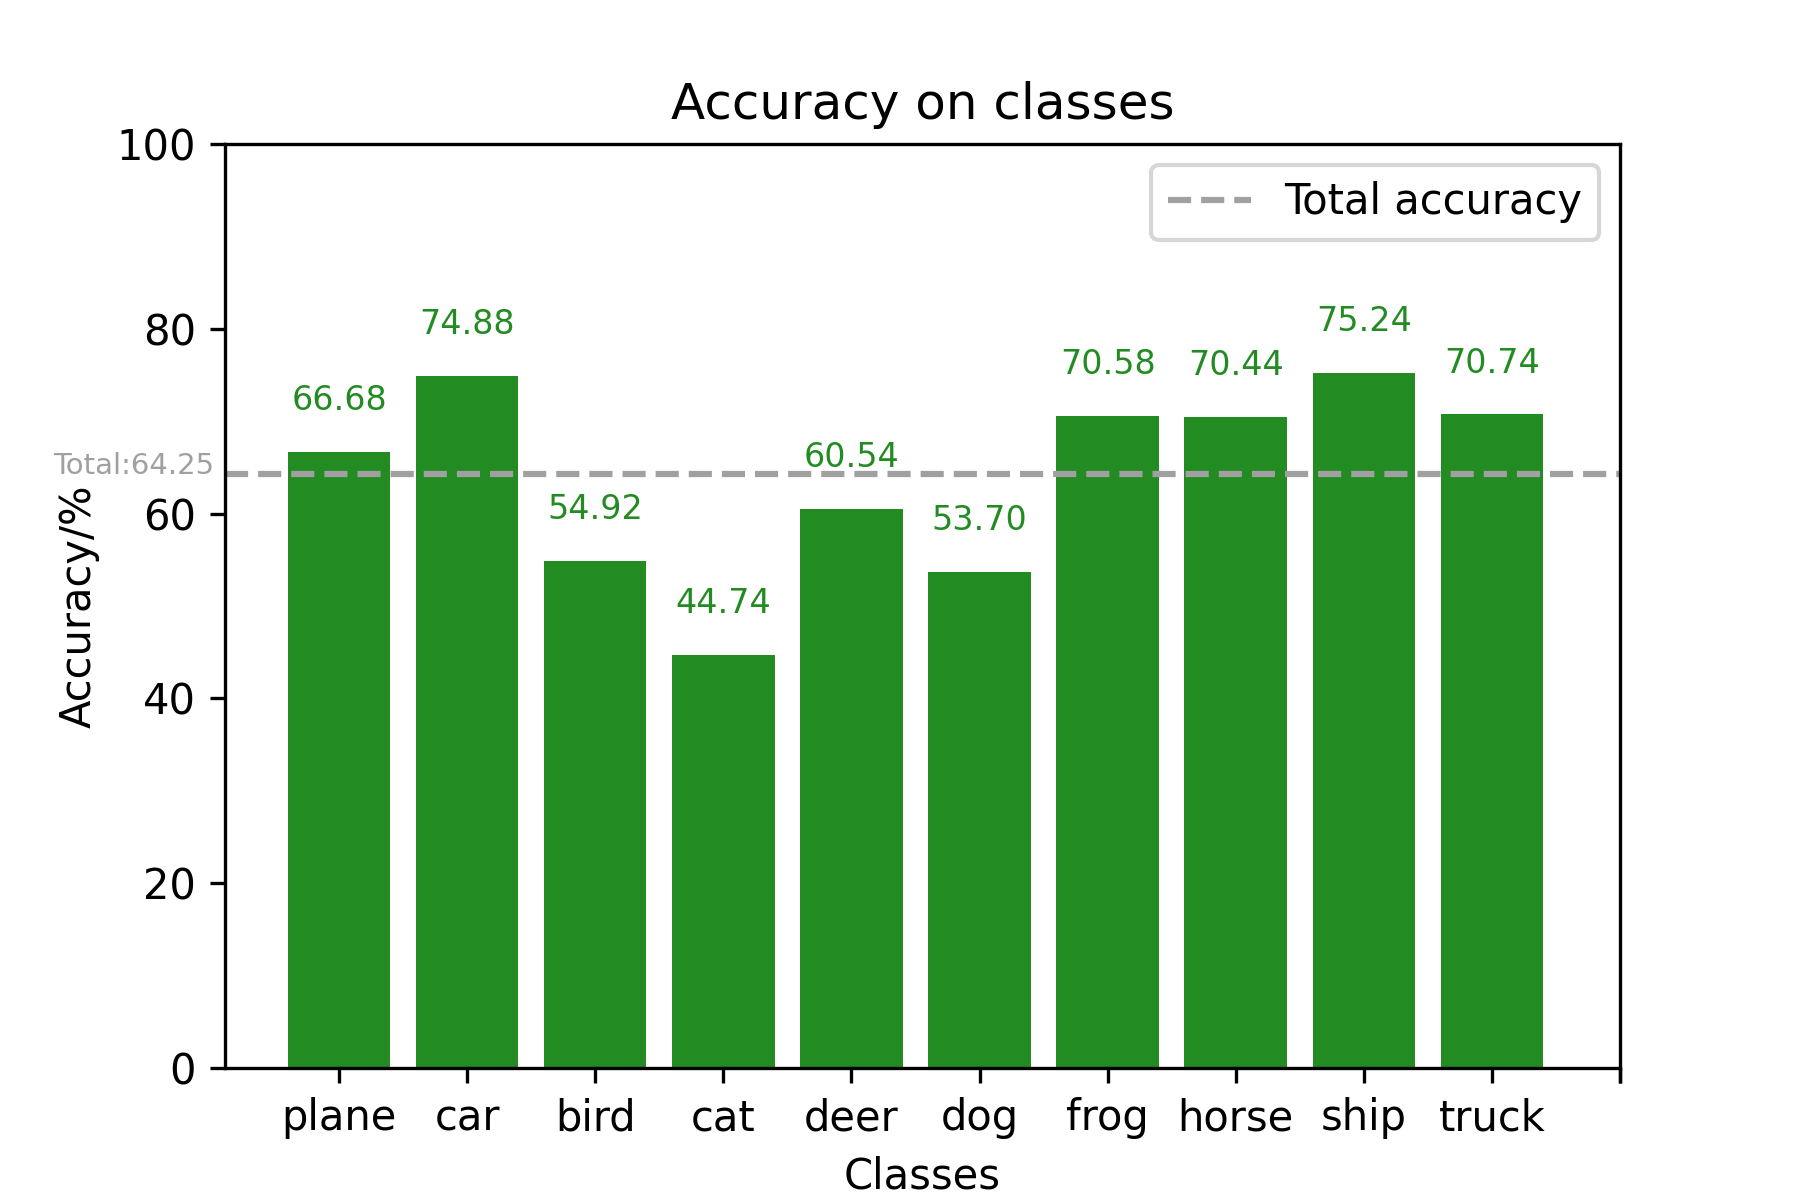 Accuracy on classes
100
80
60
40
20
0
Accuracy/%
Total:64.25
Total accuracy
66.68
74.88
54.92
44.74
60.54
53.70
70.58
70.44
75.24
70.74
plane car bird cat deer dog frog horse ship truck
Classes